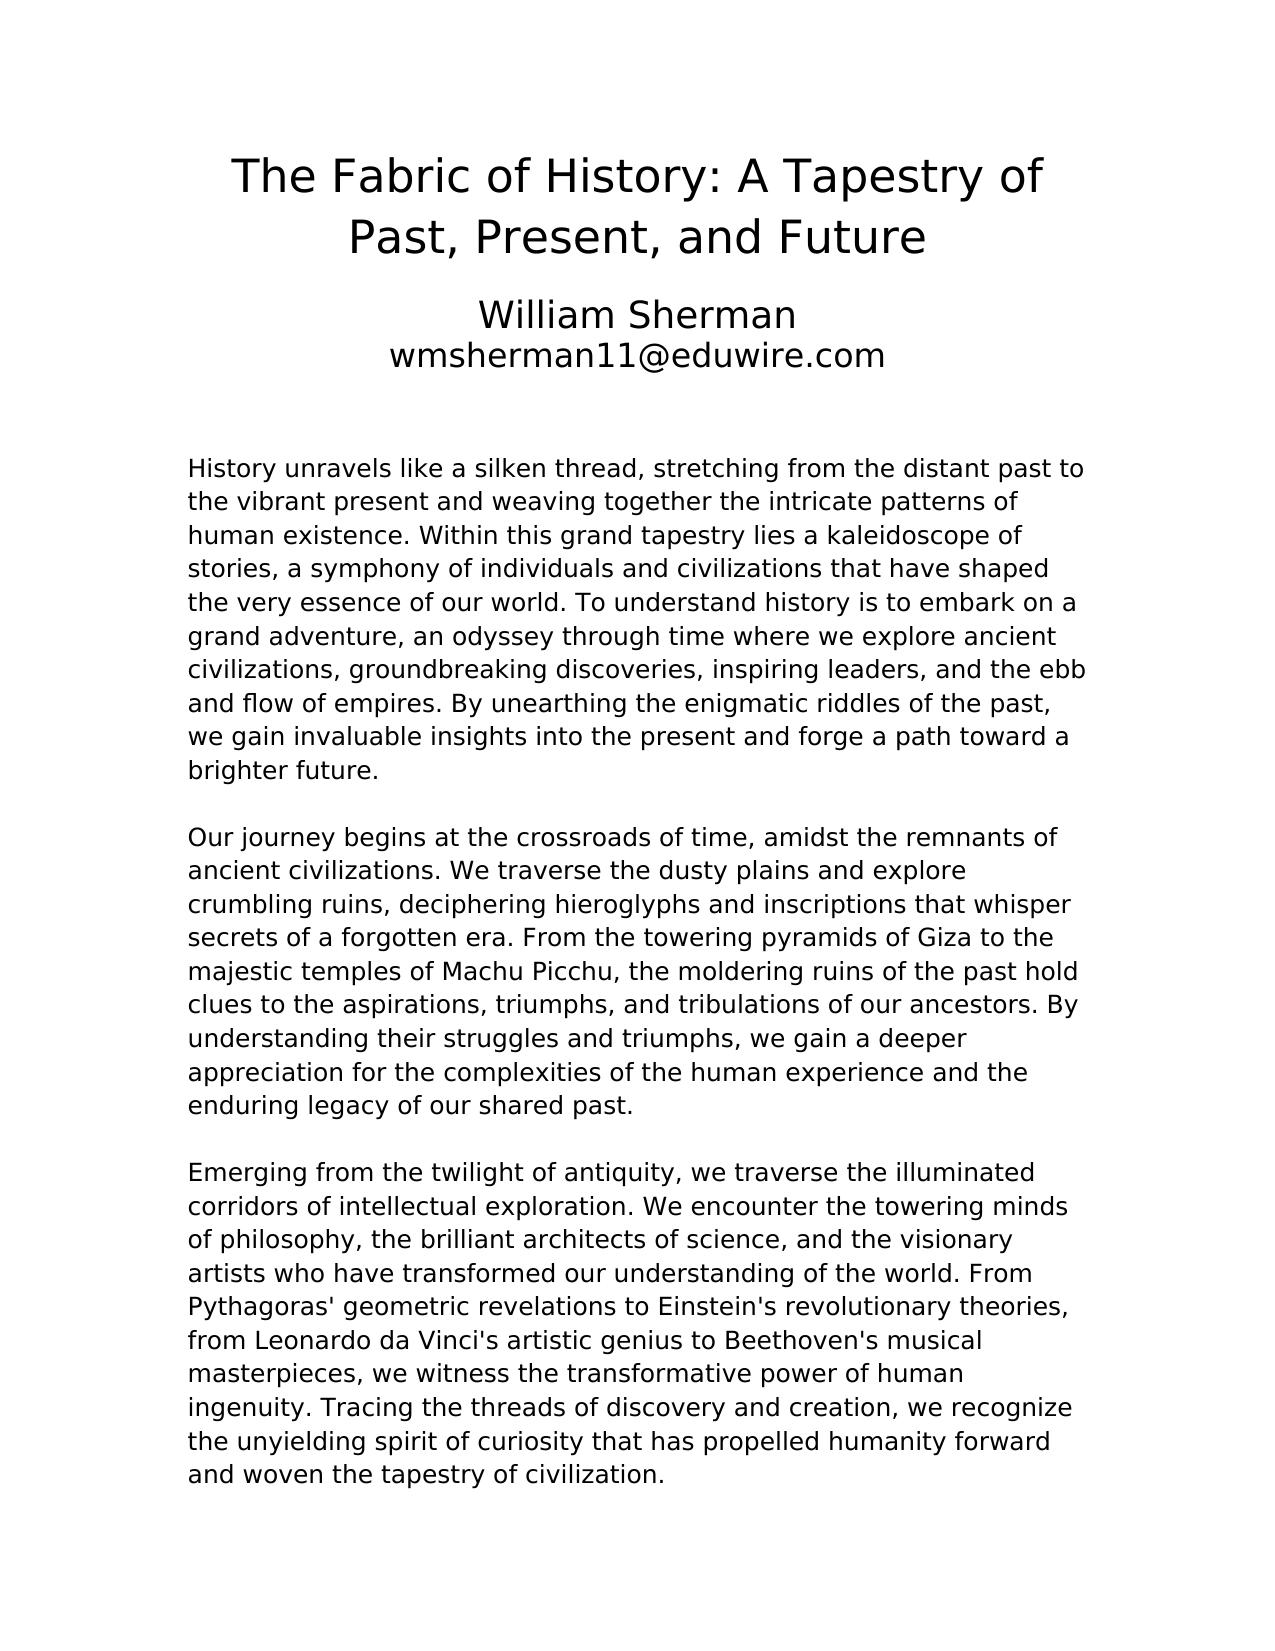 The Fabric of History: A Tapestry of
Past, Present, and Future
William Sherman
wmsherman11@eduwire.com
History unravels like a silken thread, stretching from the distant past to
the vibrant present and weaving together the intricate patterns of
human existence. Within this grand tapestry lies a kaleidoscope of
stories, a symphony of individuals and civilizations that have shaped
the very essence of our world. To understand history is to embark on a
grand adventure, an odyssey through time where we explore ancient
civilizations, groundbreaking discoveries, inspiring leaders, and the ebb
and flow of empires. By unearthing the enigmatic riddles of the past,
we gain invaluable insights into the present and forge a path toward a
brighter future.
Our journey begins at the crossroads of time, amidst the remnants of
ancient civilizations. We traverse the dusty plains and explore
crumbling ruins, deciphering hieroglyphs and inscriptions that whisper
secrets of a forgotten era. From the towering pyramids of Giza to the
majestic temples of Machu Picchu, the moldering ruins of the past hold
clues to the aspirations, triumphs, and tribulations of our ancestors. By
understanding their struggles and triumphs, we gain a deeper
appreciation for the complexities of the human experience and the
enduring legacy of our shared past.
Emerging from the twilight of antiquity, we traverse the illuminated
corridors of intellectual exploration. We encounter the towering minds
of philosophy, the brilliant architects of science, and the visionary
artists who have transformed our understanding of the world. From
Pythagoras' geometric revelations to Einstein's revolutionary theories,
from Leonardo da Vinci's artistic genius to Beethoven's musical
masterpieces, we witness the transformative power of human
ingenuity. Tracing the threads of discovery and creation, we recognize
the unyielding spirit of curiosity that has propelled humanity forward
and woven the tapestry of civilization.